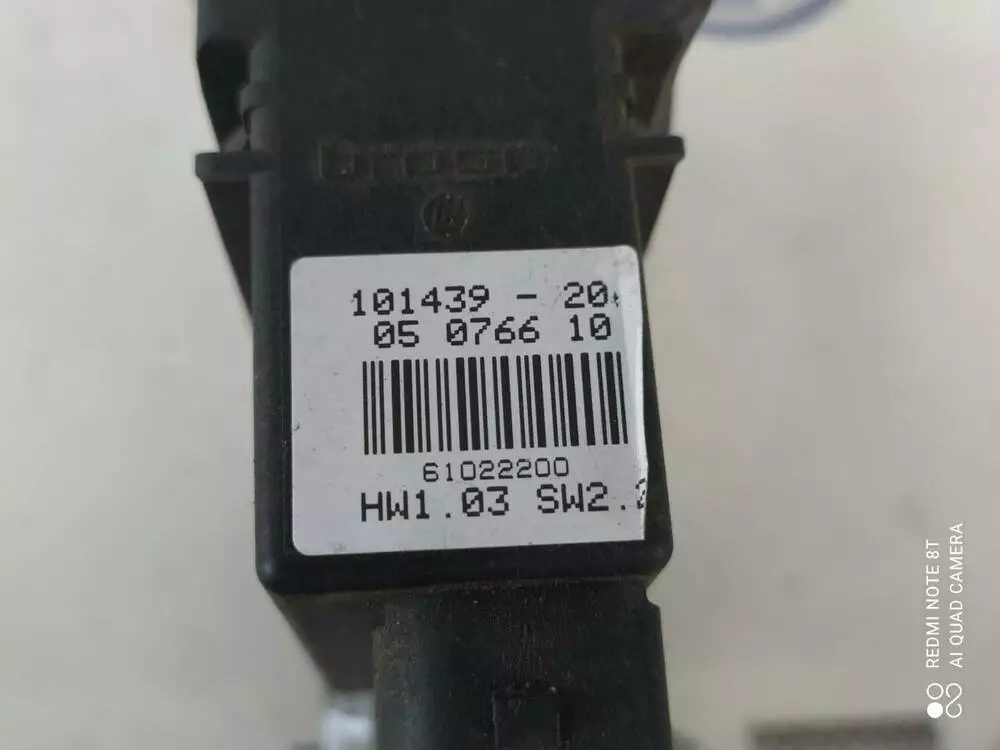 101439 - 20
05 0766 10
61022200
HW1.03 SW2.
REDMI NOTE 8T
AI QUAD CAMERA